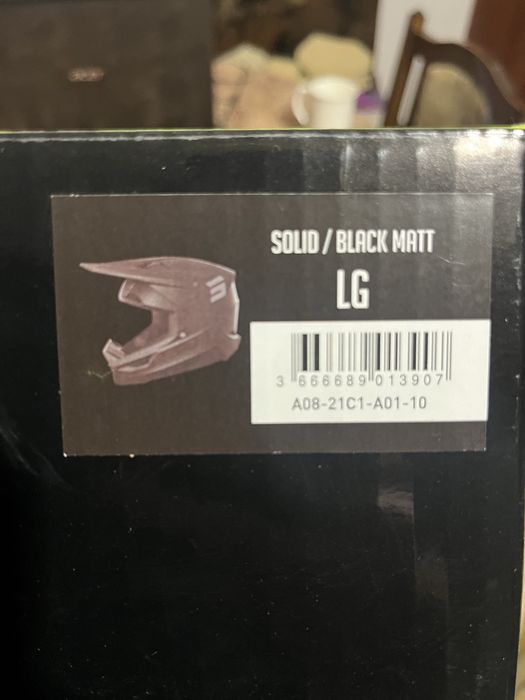 SOLID / BLACK MATT
LG
3 666689 013907
A08-21C1-A01-10